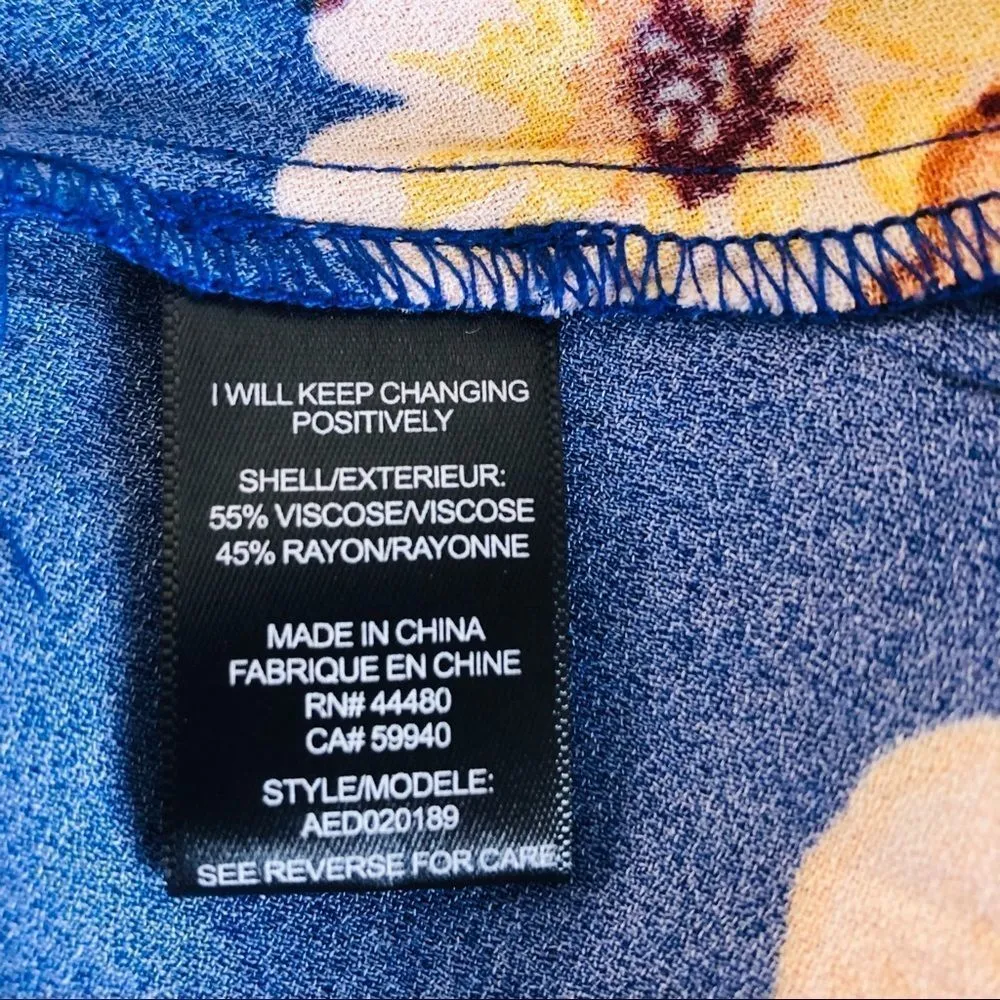 I WILL KEEP CHANGING
POSITIVELY
SHELL/EXTERIEUR:
55% VISCOSE/VISCOSE
45% RAYON/RAYONNE
MADE IN CHINA
FABRIQUE EN CHINE
RN# 44480
CA# 59940
STYLE/MODELE:
AED020189
SEE REVERSE FOR CARE